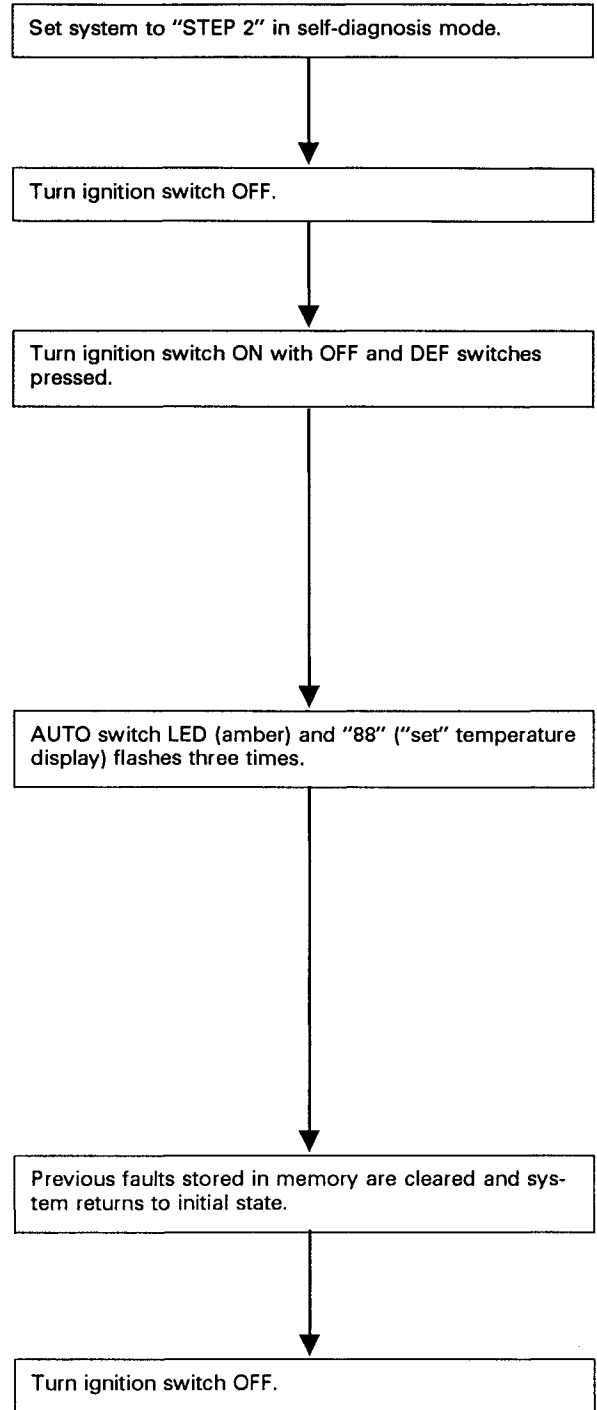 Set system to "STEP 2" in self-diagnosis mode.
Turn ignition switch OFF.
Turn ignition switch ON with OFF and DEF switches
pressed.
AUTO switch LED (amber) and "88" ("set" temperature
display) flashes three times.
Previous faults stored in memory are cleared and sys-
tem returns to initial state.
Turn ignition switch OFF.